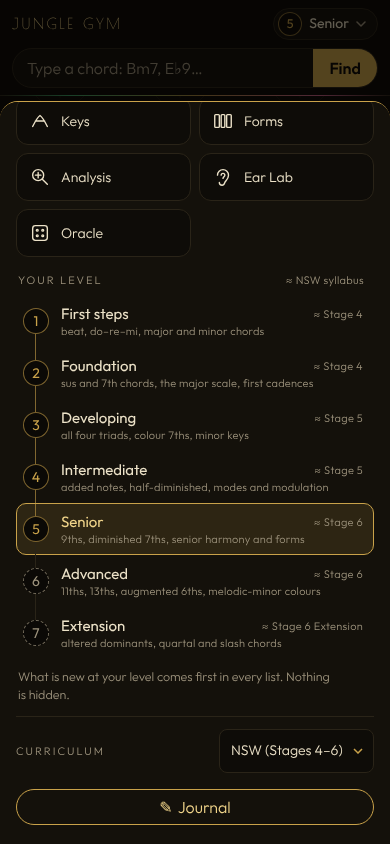 JUNGLE GYM
5 Senior
Type a chord: Bm7, E♭9...
Find
Keys
Forms
Analysis
Ear Lab
Oracle
YOUR LEVEL
≈ NSW syllabus
1 First steps ≈ Stage 4
beat, do–re–mi, major and minor chords
2 Foundation ≈ Stage 4
sus and 7th chords, the major scale, first cadences
3 Developing ≈ Stage 5
all four triads, colour 7ths, minor keys
4 Intermediate ≈ Stage 5
added notes, half-diminished, modes and modulation
5 Senior ≈ Stage 6
9ths, diminished 7ths, senior harmony and forms
6 Advanced ≈ Stage 6
11ths, 13ths, augmented 6ths, melodic-minor colours
7 Extension ≈ Stage 6 Extension
altered dominants, quartal and slash chords
What is new at your level comes first in every list. Nothing
is hidden.
CURRICULUM
NSW (Stages 4–6)
✎ Journal